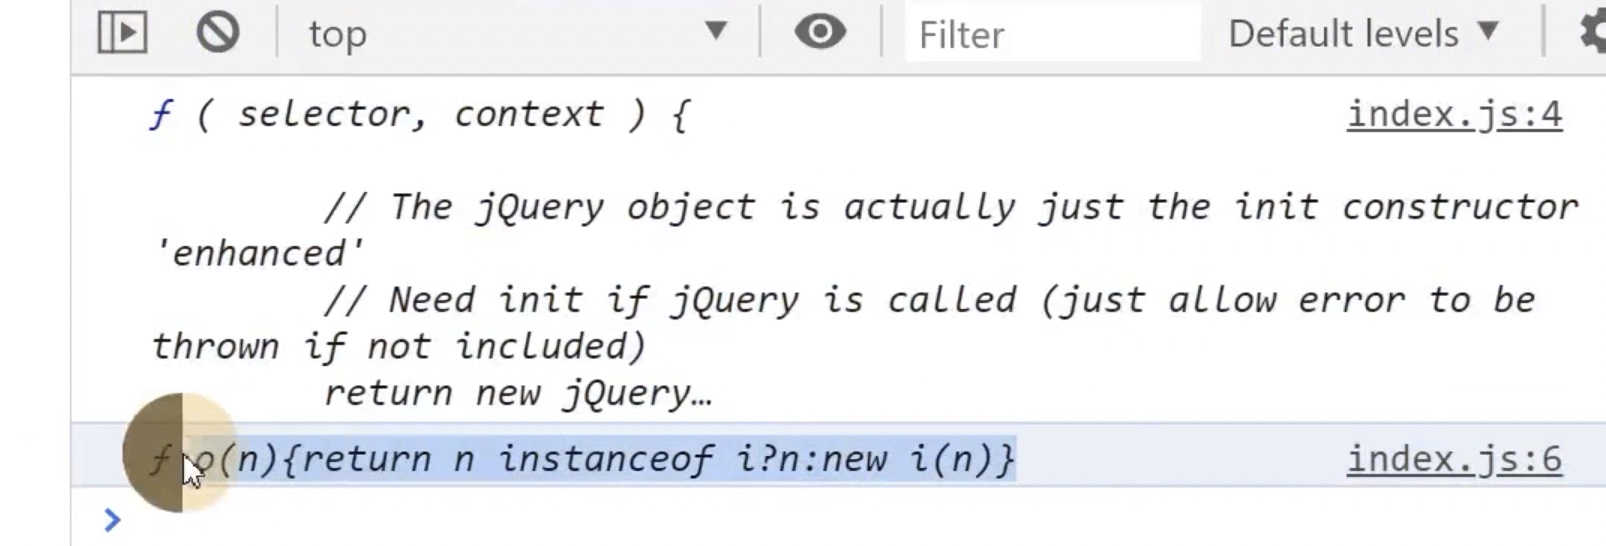 top Filter Default levels
ƒ ( selector, context ) { index.js:4
// The jQuery object is actually just the init constructor
'enhanced'
// Need init if jQuery is called (just allow error to be
thrown if not included)
return new jQuery…
ƒ o(n){return n instanceof i?n:new i(n)} index.js:6